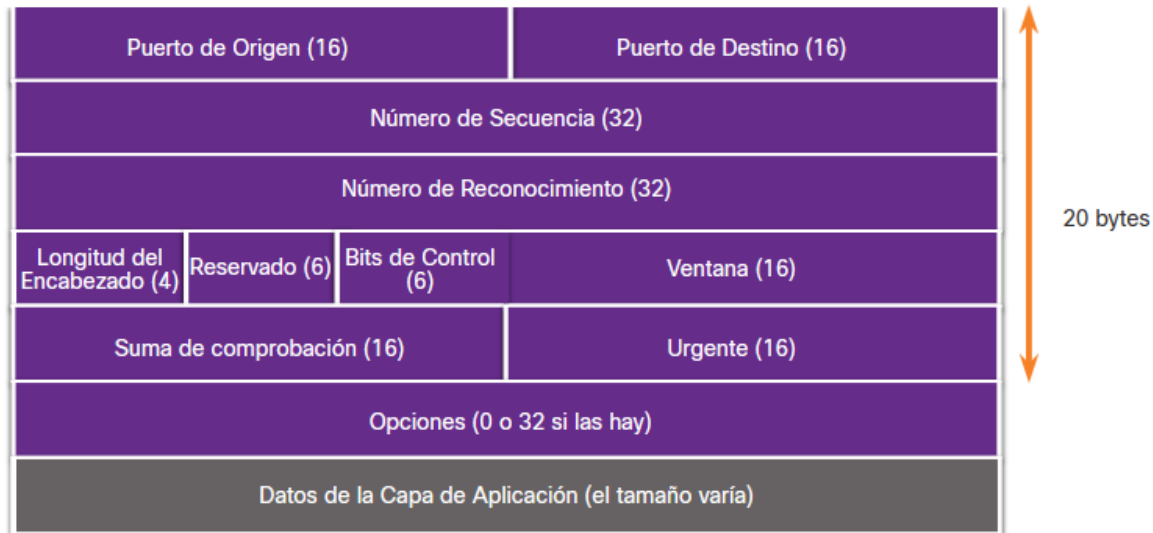 Puerto de Origen (16)
Puerto de Destino (16)
Número de Secuencia (32)
Número de Reconocimiento (32)
20 bytes
Longitud del
Encabezado (4)
Reservado (6)
Bits de Control
(6)
Ventana (16)
Suma de comprobación (16)
Urgente (16)
Opciones (0 o 32 si las hay)
Datos de la Capa de Aplicación (el tamaño varía)